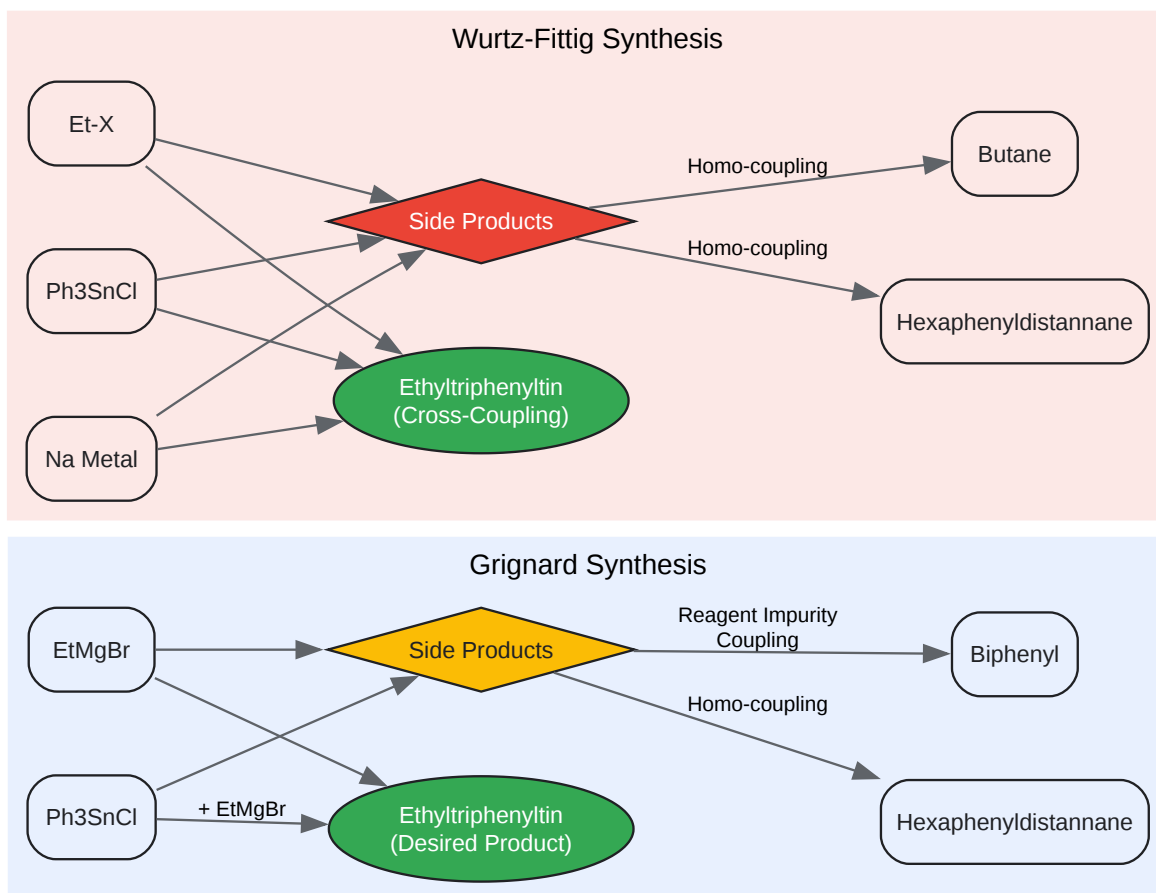 Wurtz-Fittig Synthesis
Et-X
Ph3SnCl
Na Metal
Side Products
Ethyltriphenyltin
(Cross-Coupling)
Homo-coupling
Homo-coupling
Butane
Hexaphenyldistannane
Grignard Synthesis
EtMgBr
Ph3SnCl
+ EtMgBr
Side Products
Ethyltriphenyltin
(Desired Product)
Reagent Impurity
Coupling
Homo-coupling
Biphenyl
Hexaphenyldistannane